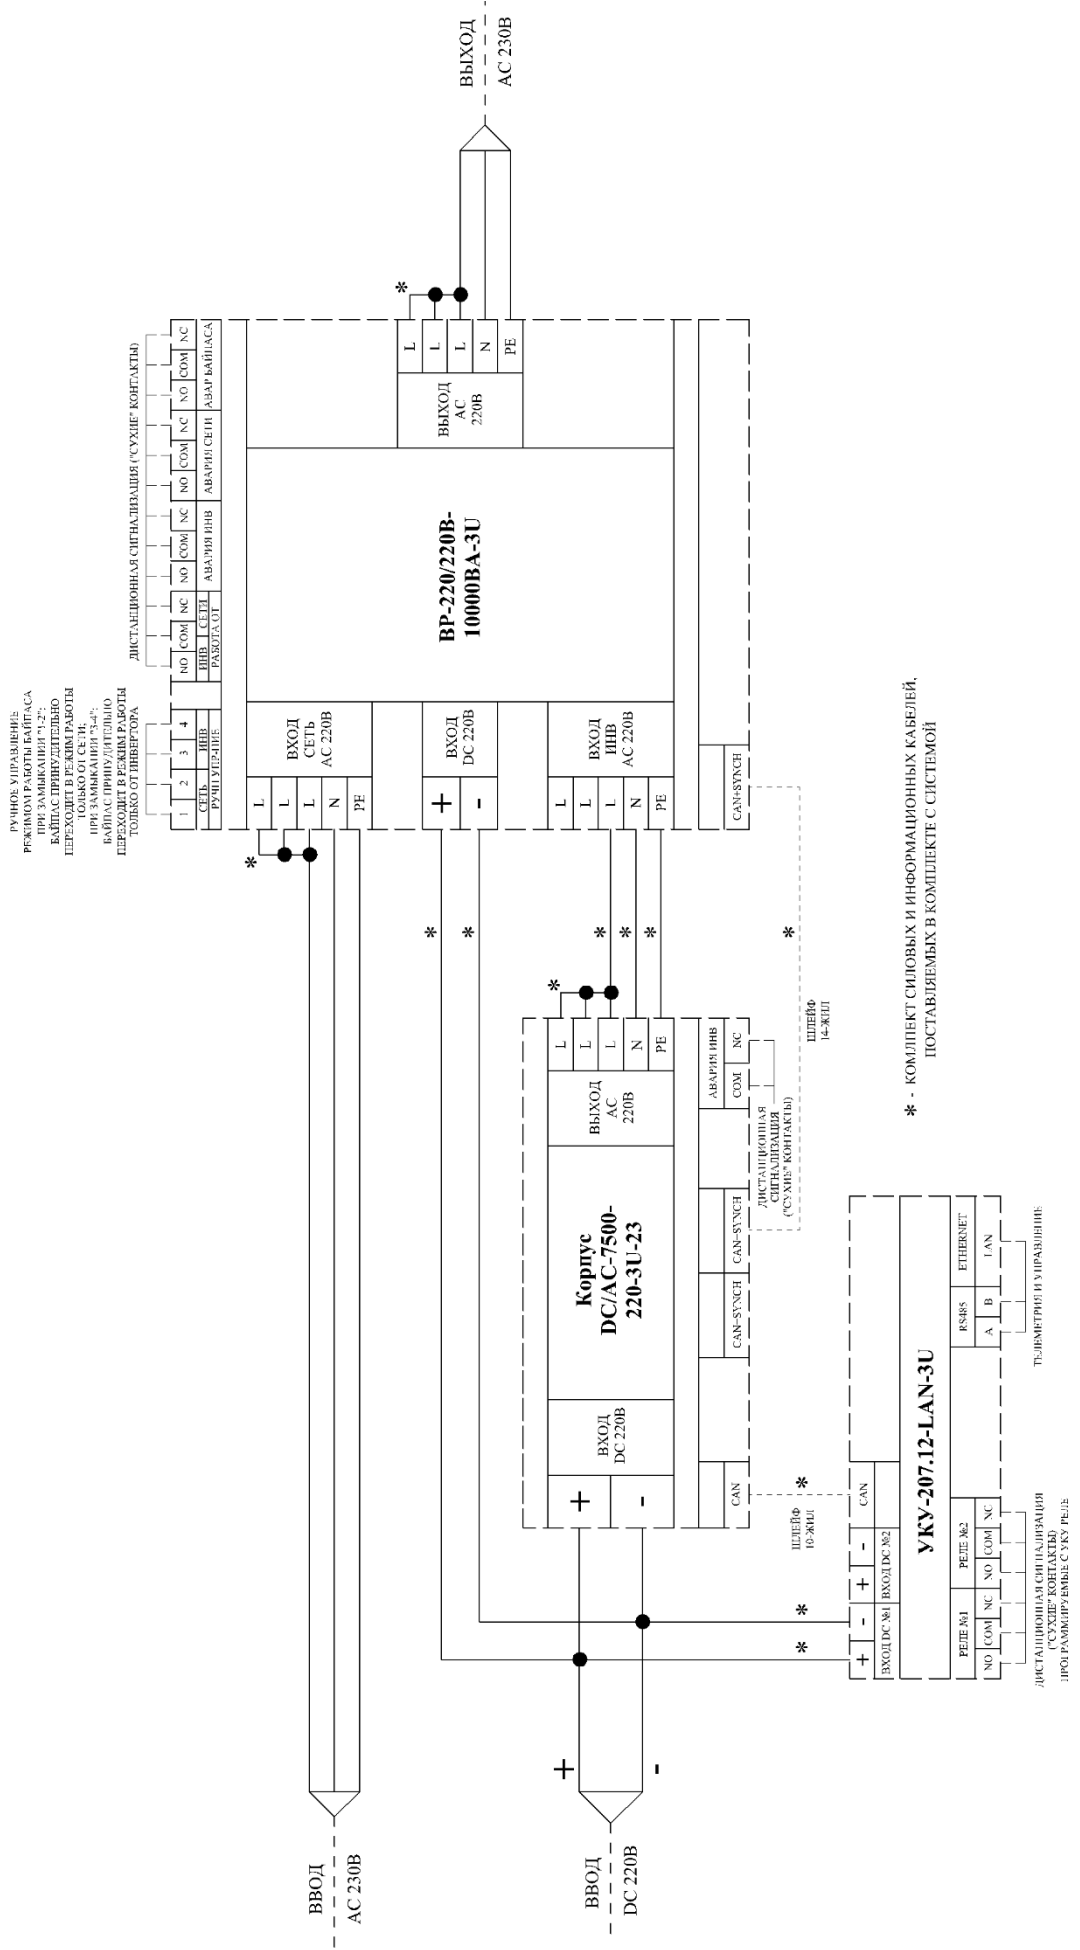 РУЧНОЕ УПРАВЛЕНИЕ
РЕЖИМОМ РАБОТЫ БАЙПАСА
ПРИ ЗАМЫКАНИИ "1-2":
БАЙПАС ПРИНУДИТЕЛЬНО
ПЕРЕХОДИТ В РЕЖИМ РАБОТЫ
ТОЛЬКО ОТ СЕТИ;
ПРИ ЗАМЫКАНИИ "3-4":
БАЙПАС ПРИНУДИТЕЛЬНО
ПЕРЕХОДИТ В РЕЖИМ РАБОТЫ
ТОЛЬКО ОТ ИНВЕРТОРА
ДИСТАНЦИОННАЯ СИГНАЛИЗАЦИЯ ("СУХИЕ" КОНТАКТЫ)
1 2 3 4
СЕТЬ ИНВ
РУЧН УПР-НИЕ
NO COM NC
ИНВ СЕТИ
РАБОТА ОТ
NO COM NC
АВАРИЯ ИНВ
NO COM NC
АВАРИЯ СЕТИ
NO COM NC
АВАР БАЙПАСА
ВХОД
СЕТЬ
AC 220В
L
L
L
N
PE
ВХОД
DC 220В
+
-
ВХОД
ИНВ
AC 220В
L
L
L
N
PE
BP-220/220В-
10000ВА-3U
ВЫХОД
AC
220В
L
L
L
N
PE
CAN+SYNCH
*
*
ВЫХОД
AC 230В
*
*
*
*
*
*
*
ШЛЕЙФ
14-ЖИЛ
ВХОД
DC 220В
+
-
Корпус
DC/AC-7500-
220-3U-23
ВЫХОД
AC
220В
L
L
L
N
PE
CAN
CAN-SYNCH
CAN-SYNCH
АВАРИЯ ИНВ
COM NC
ДИСТАНЦИОННАЯ
СИГНАЛИЗАЦИЯ
("СУХИЕ" КОНТАКТЫ)
ШЛЕЙФ
10-ЖИЛ
*
*
*
ВВОД
AC 230В
ВВОД
DC 220В
+
-
+ - + -
ВХОД DC №1
ВХОД DC №2
CAN
УКУ-207.12-LAN-3U
РЕЛЕ №1
NO COM NC
РЕЛЕ №2
NO COM NC
RS485
A B
ETHERNET
LAN
ДИСТАНЦИОННАЯ СИГНАЛИЗАЦИЯ
("СУХИЕ" КОНТАКТЫ)
ПРОГРАММИРУЕМЫЕ С УКУ РЕЛЕ
ТЕЛЕМЕТРИЯ И УПРАВЛЕНИЕ
* - КОМПЛЕКТ СИЛОВЫХ И ИНФОРМАЦИОННЫХ КАБЕЛЕЙ,
ПОСТАВЛЯЕМЫХ В КОМПЛЕКТЕ С СИСТЕМОЙ